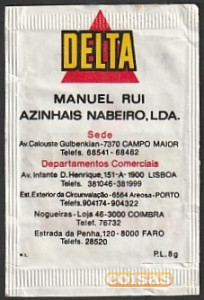 DELTA
MANUEL RUI
AZINHAIS NABEIRO, LDA.
Sede
Av. Calouste Gulbenkian-7370 CAMPO MAIOR
Telefs. 68541 - 68462
Departamentos Comerciais
Av. Infante D. Henrique, 151-A-1900 LISBOA
Telefs. 381046-381999
Est. Exterior da Circunvalação-6564 Areosa-PORTO
Telefs. 904174-904322
Nogueiras-Loja 46-3000 COIMBRA
Telef. 76732
Estrada da Penha, 120-8000 FARO
Telefs. 28520
P.L. 8g
coisas